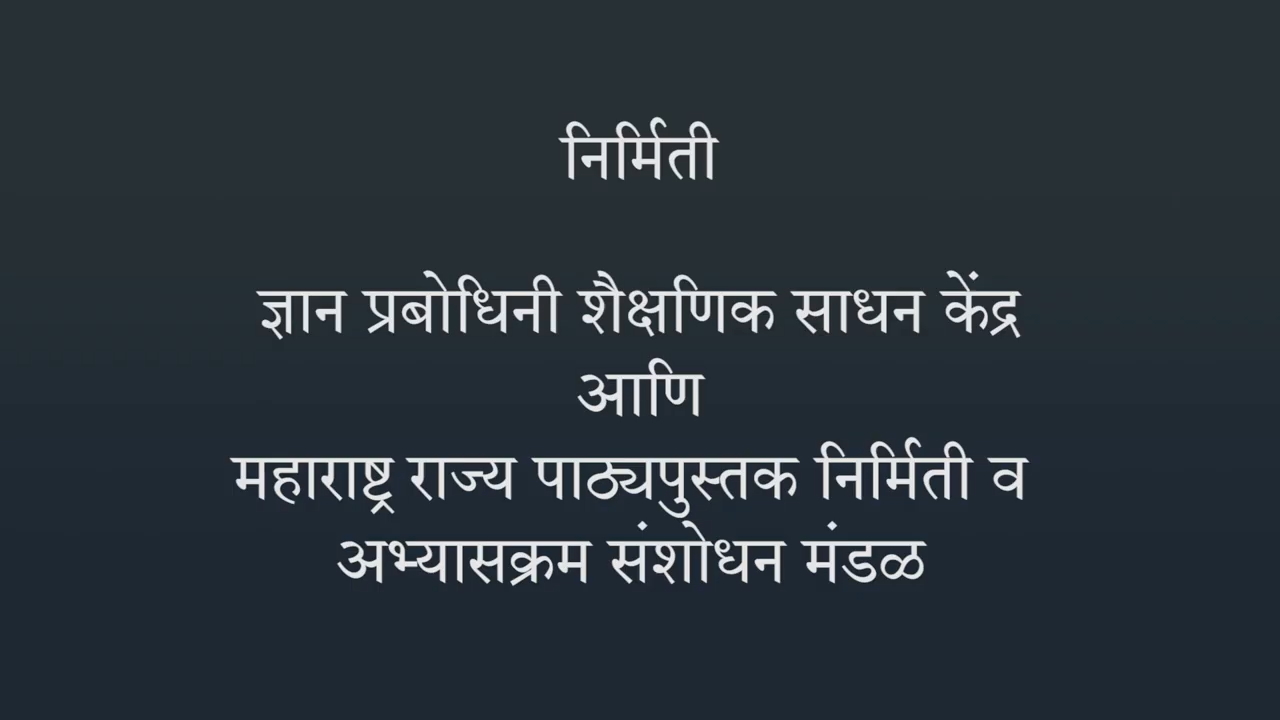 निर्मिती
ज्ञान प्रबोधिनी शैक्षणिक साधन केंद्र
आणि
महाराष्ट्र राज्य पाठ्यपुस्तक निर्मिती व
अभ्यासक्रम संशोधन मंडळ